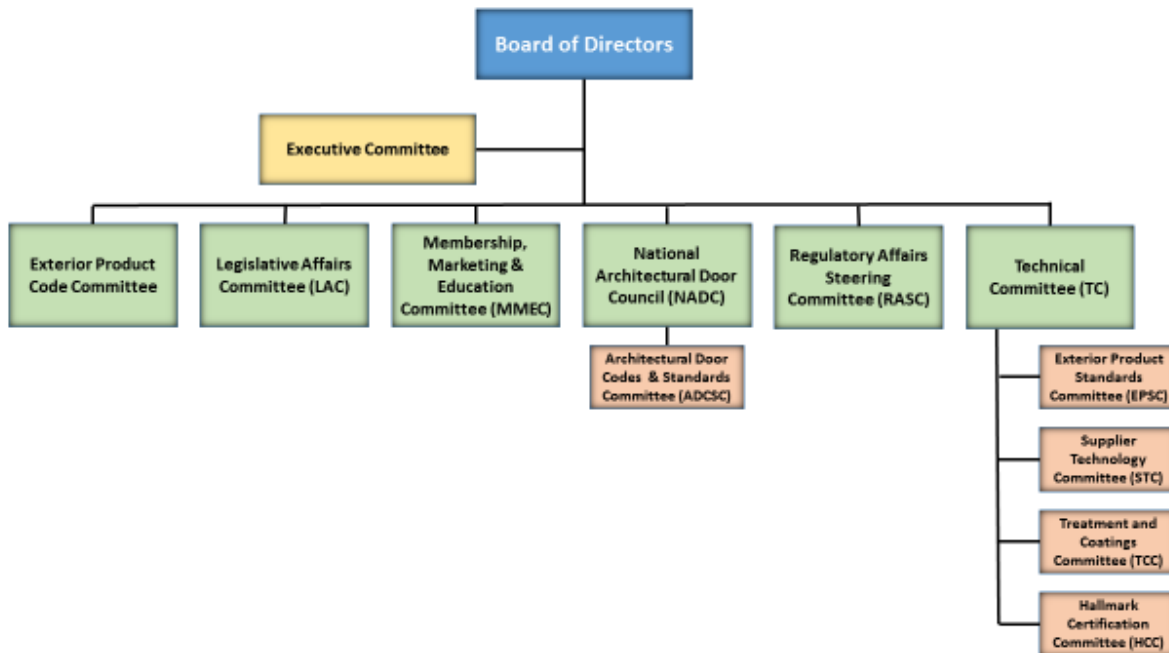 Board of Directors
Executive Committee
Exterior Product
Code Committee
Legislative Affairs
Committee (LAC)
Membership,
Marketing &
Education
Committee (MMEC)
National
Architectural Door
Council (NADC)
Regulatory Affairs
Steering
Committee (RASC)
Technical
Committee (TC)
Architectural Door
Codes & Standards
Committee (ADCSC)
Exterior Product
Standards
Committee (EPSC)
Supplier
Technology
Committee (STC)
Treatment and
Coatings
Committee (TCC)
Hallmark
Certification
Committee (HCC)